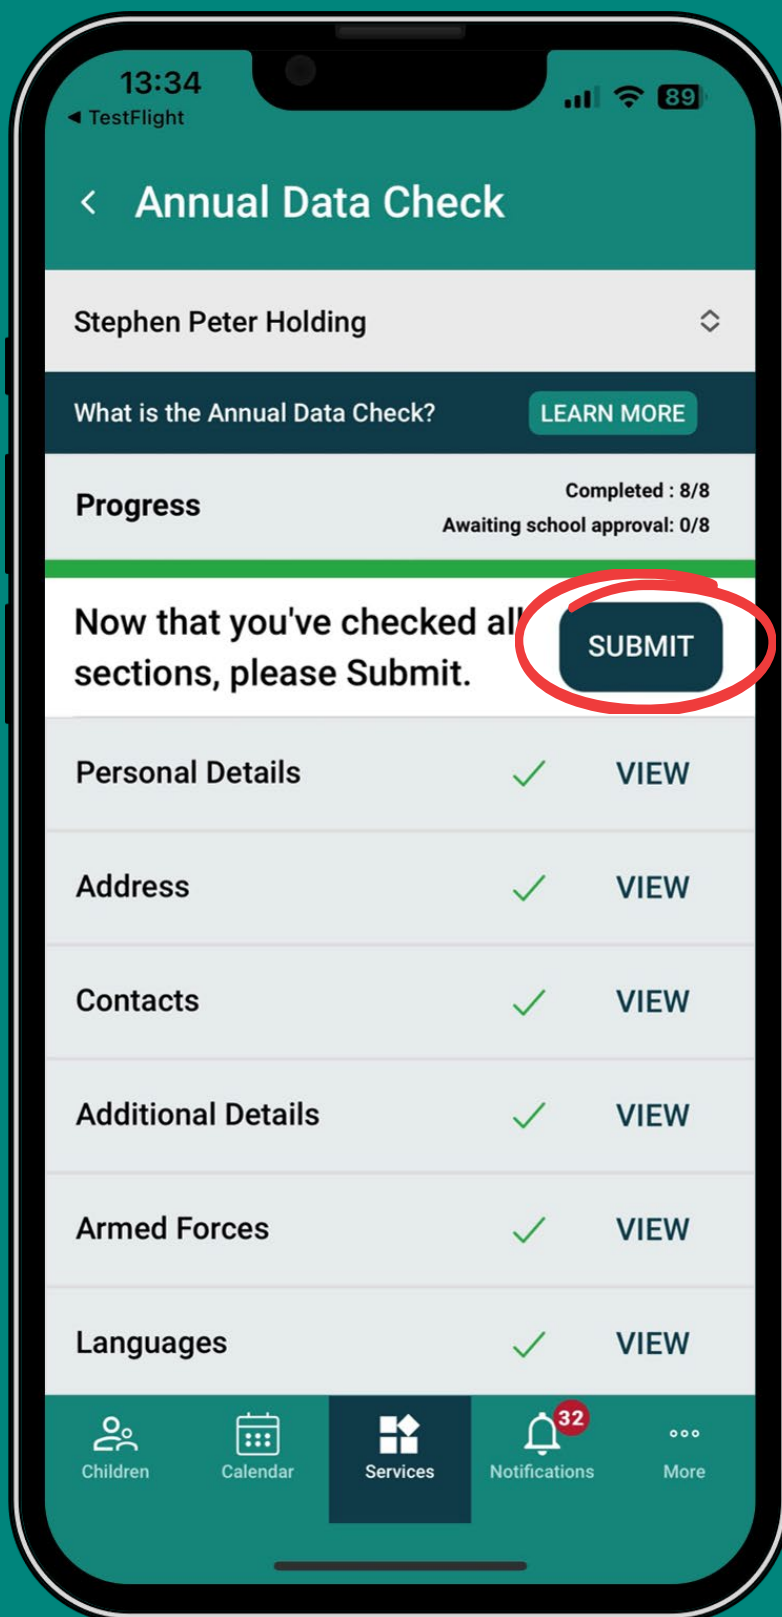 13:34
◀ TestFlight
89
Annual Data Check
Stephen Peter Holding
What is the Annual Data Check?
LEARN MORE
Progress
Completed : 8/8
Awaiting school approval: 0/8
Now that you've checked all
sections, please Submit.
SUBMIT
Personal Details
VIEW
Address
VIEW
Contacts
VIEW
Additional Details
VIEW
Armed Forces
VIEW
Languages
VIEW
32
Children
Calendar
Services
Notifications
More